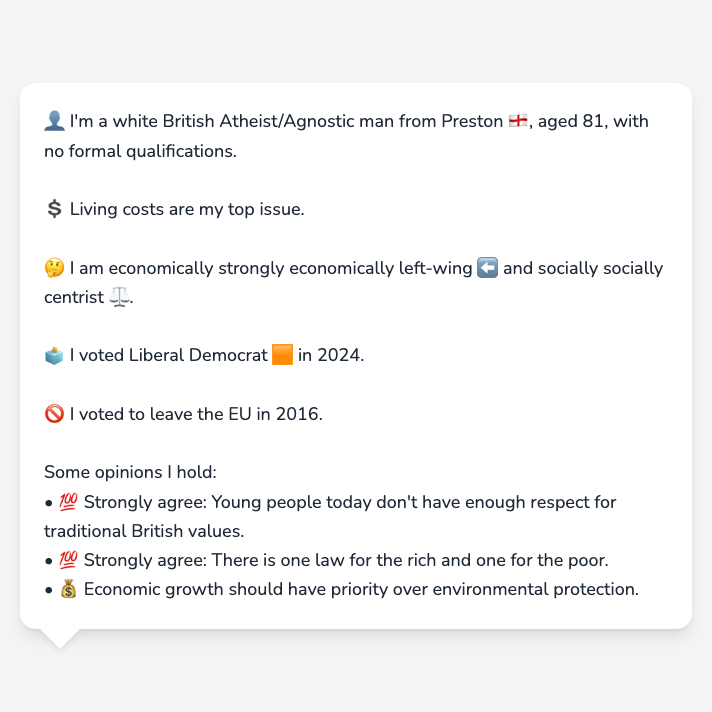 👤 I'm a white British Atheist/Agnostic man from Preston 🏴󠁧󠁢󠁥󠁮󠁧󠁿, aged 81, with
no formal qualifications.
💲 Living costs are my top issue.
🤔 I am economically strongly economically left-wing ⬅️ and socially socially
centrist ⚖️.
🗳️ I voted Liberal Democrat 🟧 in 2024.
🚫 I voted to leave the EU in 2016.
Some opinions I hold:
• 💯 Strongly agree: Young people today don't have enough respect for
traditional British values.
• 💯 Strongly agree: There is one law for the rich and one for the poor.
• 💰 Economic growth should have priority over environmental protection.